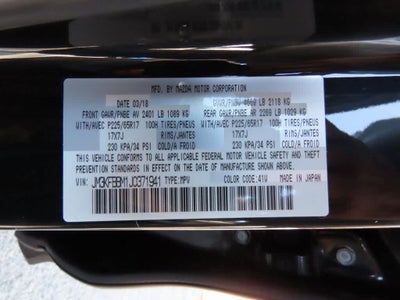 MFD. BY MAZDA MOTOR CORPORATION
DATE 03/18 GAWR/PNBV 4669 LB 2118 KG
FRONT GAWR/PNBE AV 2401 LB 1089 KG REAR GAWR/PNBE AR 2269 LB 1029 KG
WITH/AVEC P225/65R17 100H TIRES/PNEUS WITH/AVEC P225/65R17 100H TIRES/PNEUS
17X7J RIMS/JANTES 17X7J RIMS/JANTES
230 KPA/34 PSI COLD/A FROID 230 KPA/34 PSI COLD/A FROID
THIS VEHICLE CONFORMS TO ALL APPLICABLE FEDERAL MOTOR VEHICLE
SAFETY, BUMPER, AND THEFT PREVENTION STANDARDS IN EFFECT ON THE
DATE OF MANUFACTURE SHOWN ABOVE.
VIN: JM3KFBBM1J0371941 TYPE:MPV COLOR CODE:41W MADE IN JAPAN